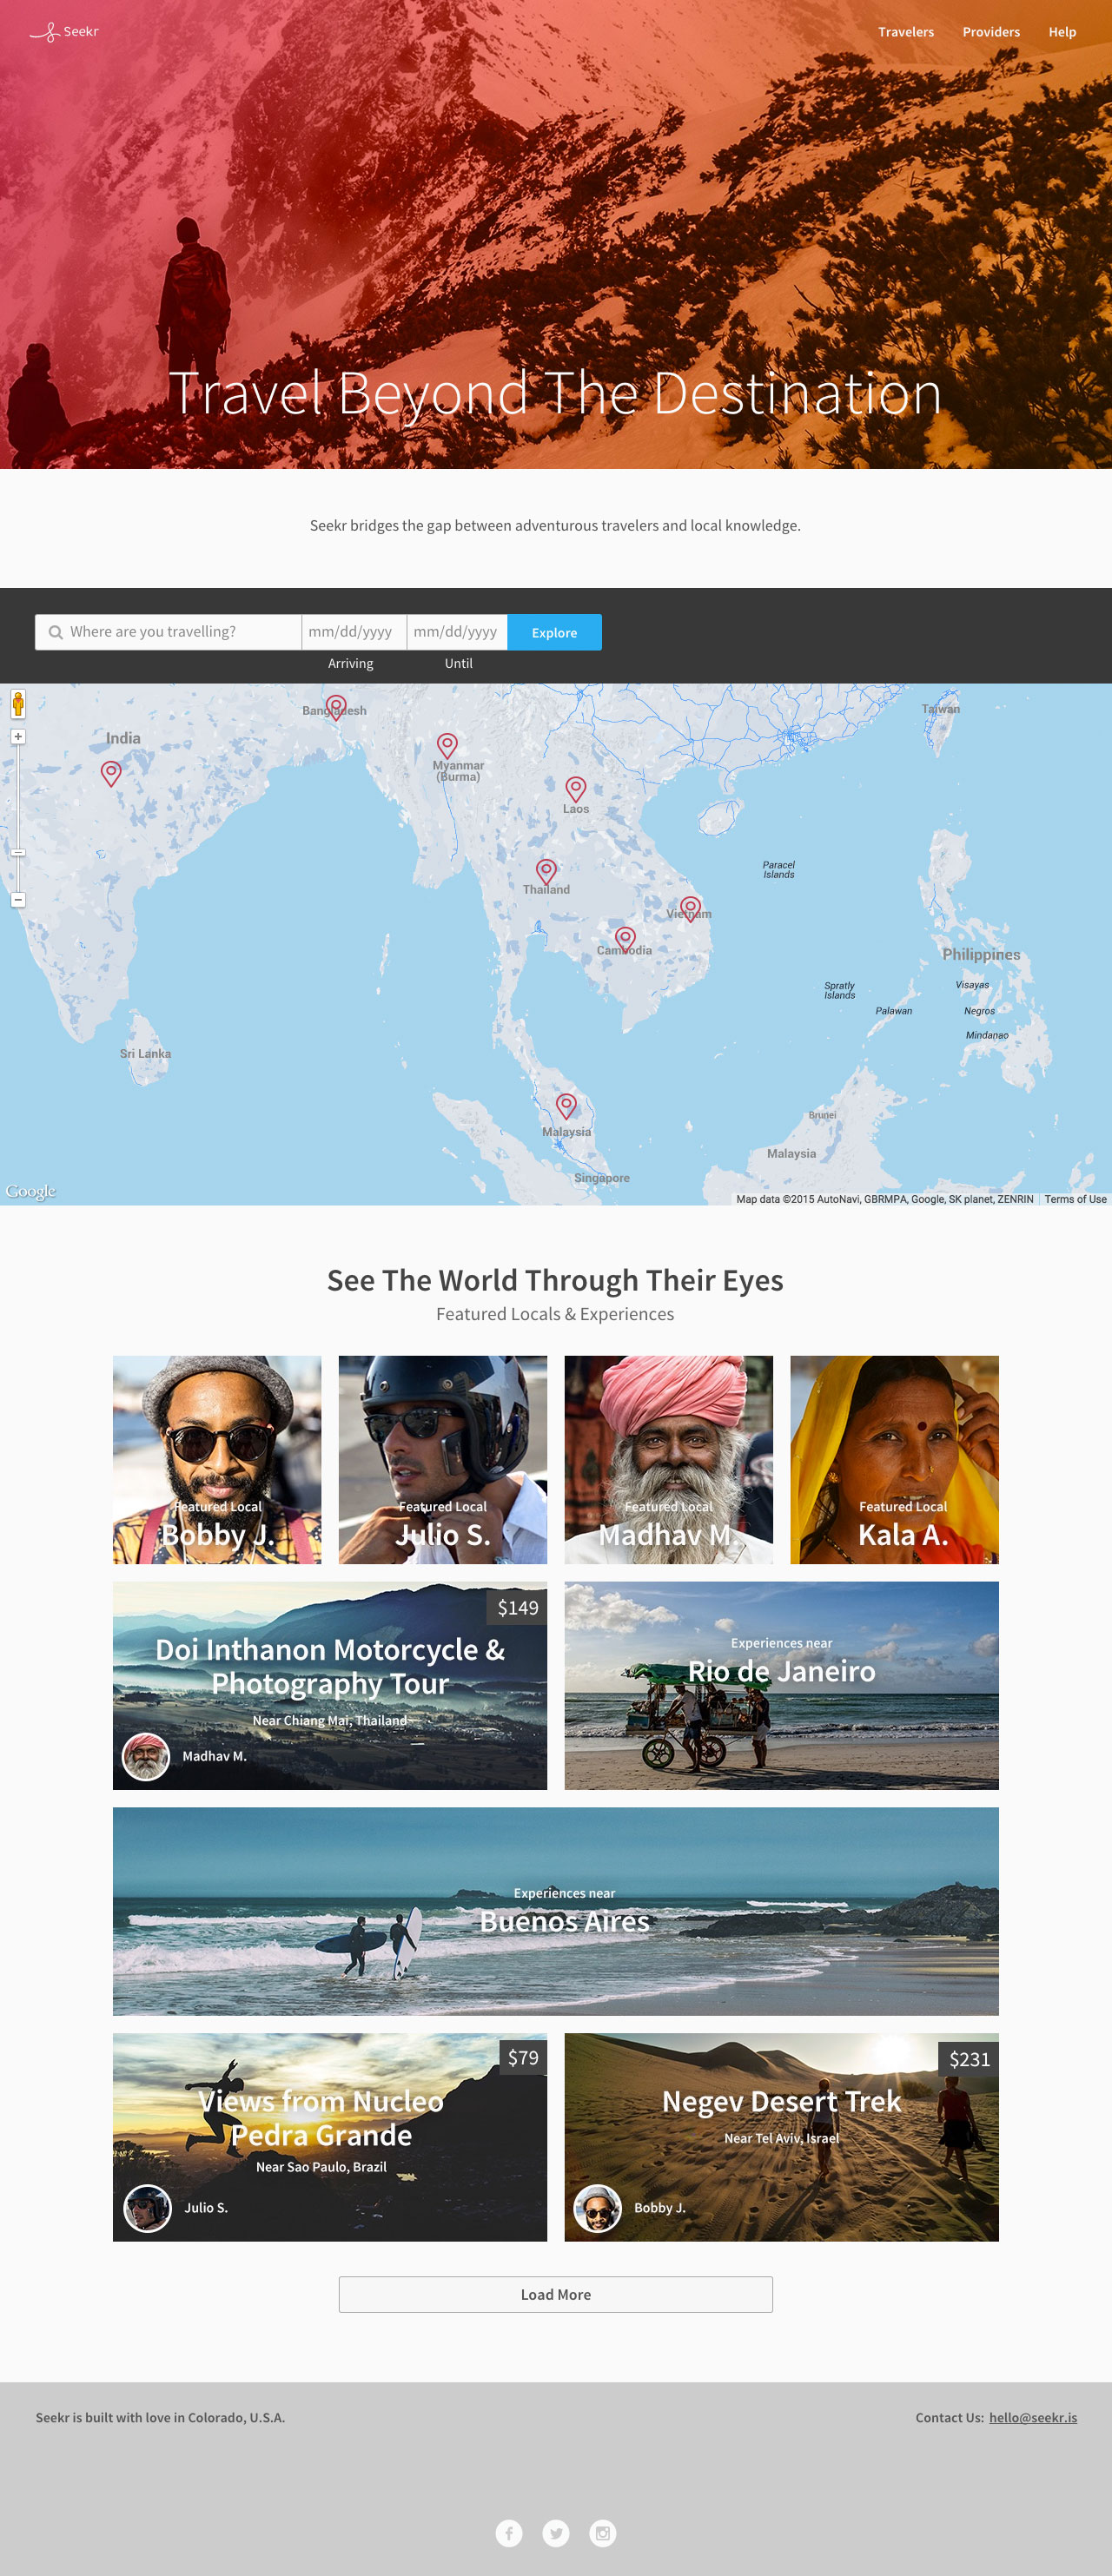 Seekr
Travelers Providers Help
Travel Beyond The Destination
Seekr bridges the gap between adventurous travelers and local knowledge.
Where are you travelling? mm/dd/yyyy mm/dd/yyyy Explore
Arriving Until
Bangladesh
Taiwan
India
Myanmar
(Burma)
Laos
Paracel
Islands
Thailand
Vietnam
Cambodia
Philippines
Spratly
Islands
Visayas
Palawan
Negros
Mindanao
Sri Lanka
Brunei
Malaysia
Malaysia
Singapore
Google
Map data ©2015 AutoNavi, GBRMPA, Google, SK planet, ZENRIN Terms of Use
See The World Through Their Eyes
Featured Locals & Experiences
Featured Local
Bobby J.
Featured Local
Julio S.
Featured Local
Madhav M.
Featured Local
Kala A.
$149
Doi Inthanon Motorcycle &
Photography Tour
Near Chiang Mai, Thailand
Madhav M.
Experiences near
Rio de Janeiro
Experiences near
Buenos Aires
$79
Views from Nucleo
Pedra Grande
Near Sao Paulo, Brazil
Julio S.
$231
Negev Desert Trek
Near Tel Aviv, Israel
Bobby J.
Load More
Seekr is built with love in Colorado, U.S.A.
Contact Us: hello@seekr.is